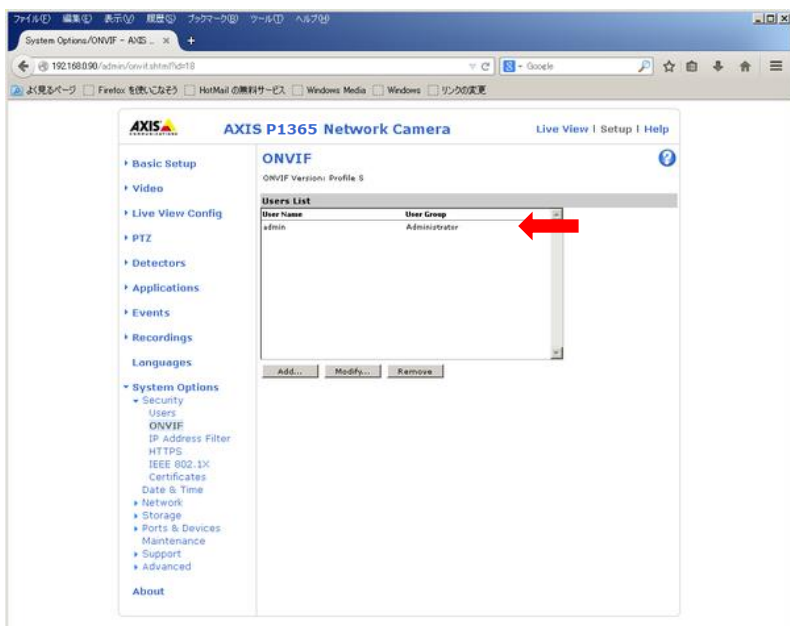 ファイル(F) 編集(E) 表示(V) 履歴(S) ブックマーク(B) ツール(T) ヘルプ(H)
System Options/ONVIF - AXIS ... × +
192.168.0.90/admin/onvif.shtml?id=18
Google
よく見るページ Firefox を使いこなそう HotMail の無料サービス Windows Media Windows リンクの変更
AXIS
COMMUNICATIONS
AXIS P1365 Network Camera
Live View | Setup | Help
Basic Setup
Video
Live View Config
PTZ
Detectors
Applications
Events
Recordings
Languages
System Options
Security
Users
ONVIF
IP Address Filter
HTTPS
IEEE 802.1X
Certificates
Date & Time
Network
Storage
Ports & Devices
Maintenance
Support
Advanced
About
ONVIF
ONVIF Version: Profile S
Users List
User Name User Group
admin Administrator
Add... Modify... Remove